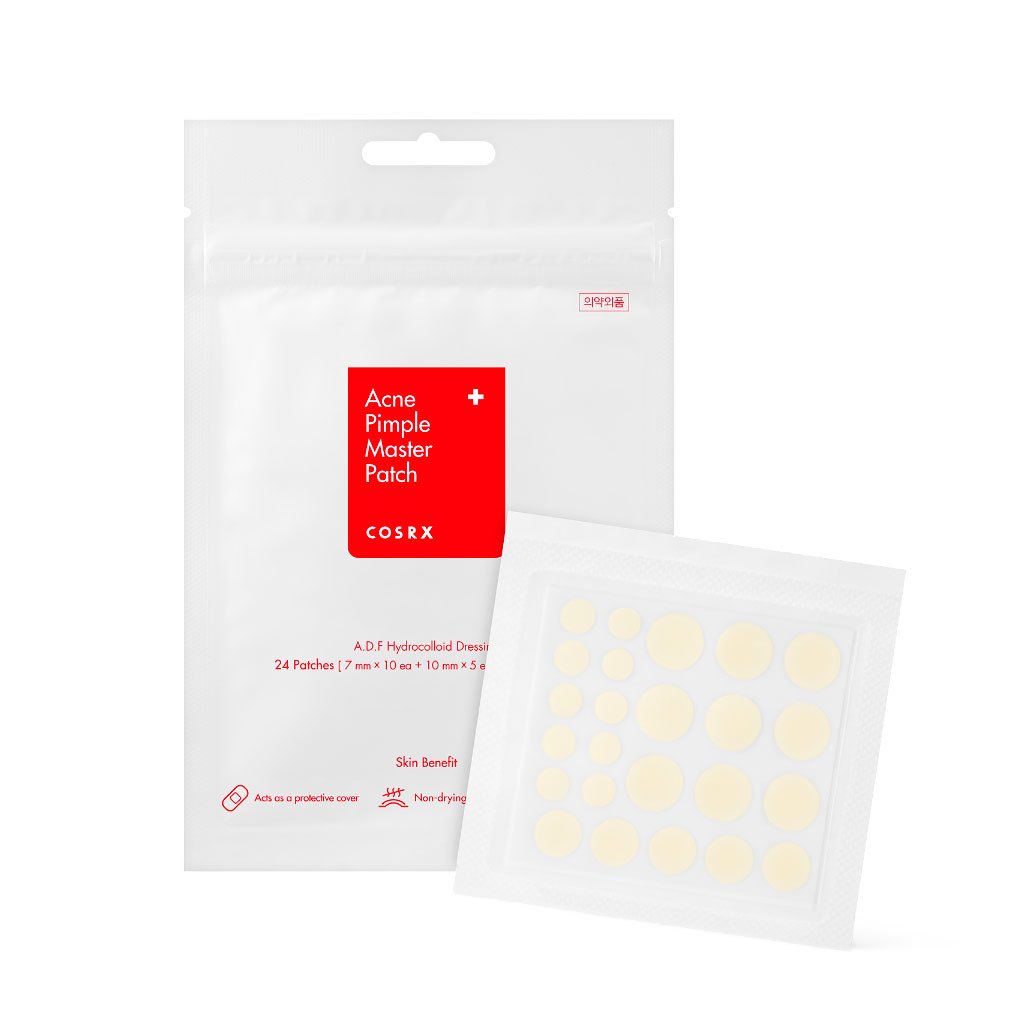 의약외품
Acne
Pimple
Master
Patch
COSRX
A.D.F Hydrocolloid
24 Patches [ 7 mm × 10 ea + 10 mm × 5
Skin Benefit
Acts as a protective cover
Non-drying